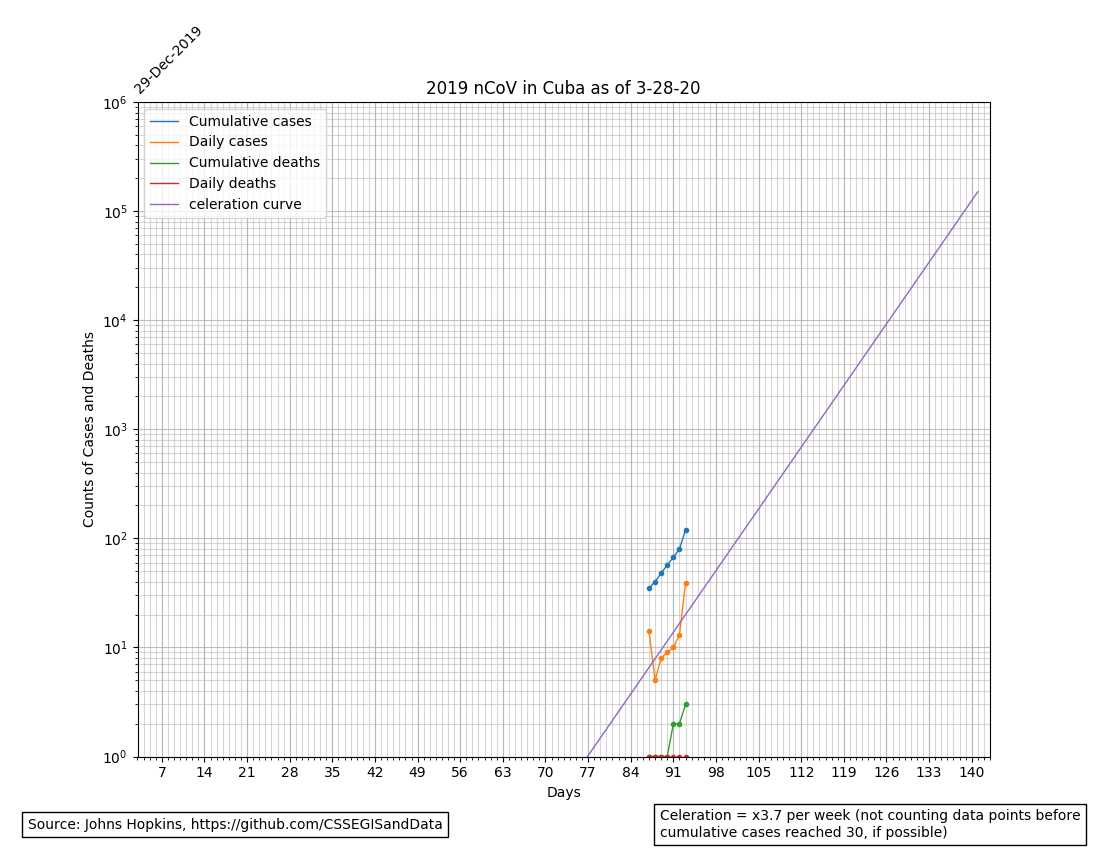 29-Dec-2019
2019 nCoV in Cuba as of 3-28-20
10^6
10^5
10^4
10^3
10^2
10^1
10^0
Cumulative cases
Daily cases
Cumulative deaths
Daily deaths
celeration curve
Counts of Cases and Deaths
7 14 21 28 35 42 49 56 63 70 77 84 91 98 105 112 119 126 133 140
Days
Source: Johns Hopkins, https://github.com/CSSEGISandData
Celeration = x3.7 per week (not counting data points before
cumulative cases reached 30, if possible)